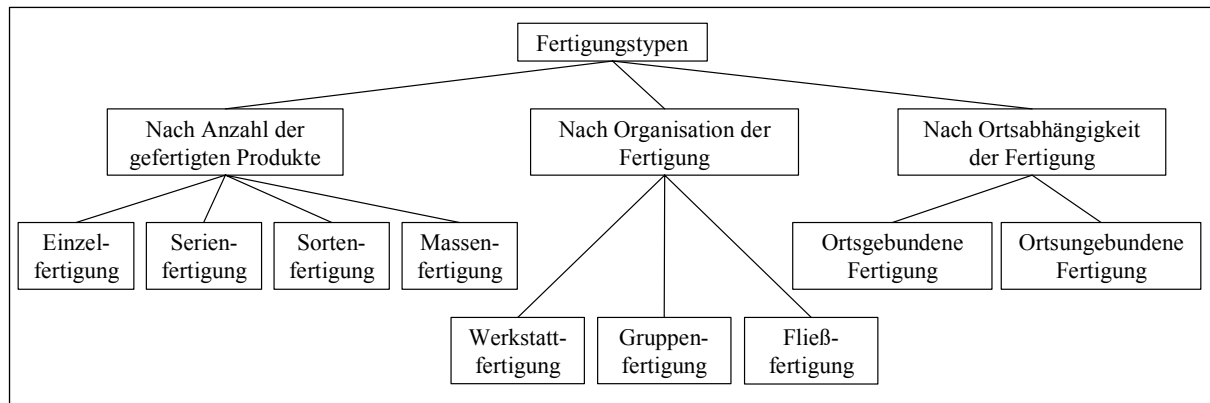 Fertigungstypen
Nach Anzahl der
gefertigten Produkte
Nach Organisation der
Fertigung
Nach Ortsabhängigkeit
der Fertigung
Einzel-
fertigung
Serien-
fertigung
Sorten-
fertigung
Massen-
fertigung
Ortsgebundene
Fertigung
Ortsungebundene
Fertigung
Werkstatt-
fertigung
Gruppen-
fertigung
Fließ-
fertigung